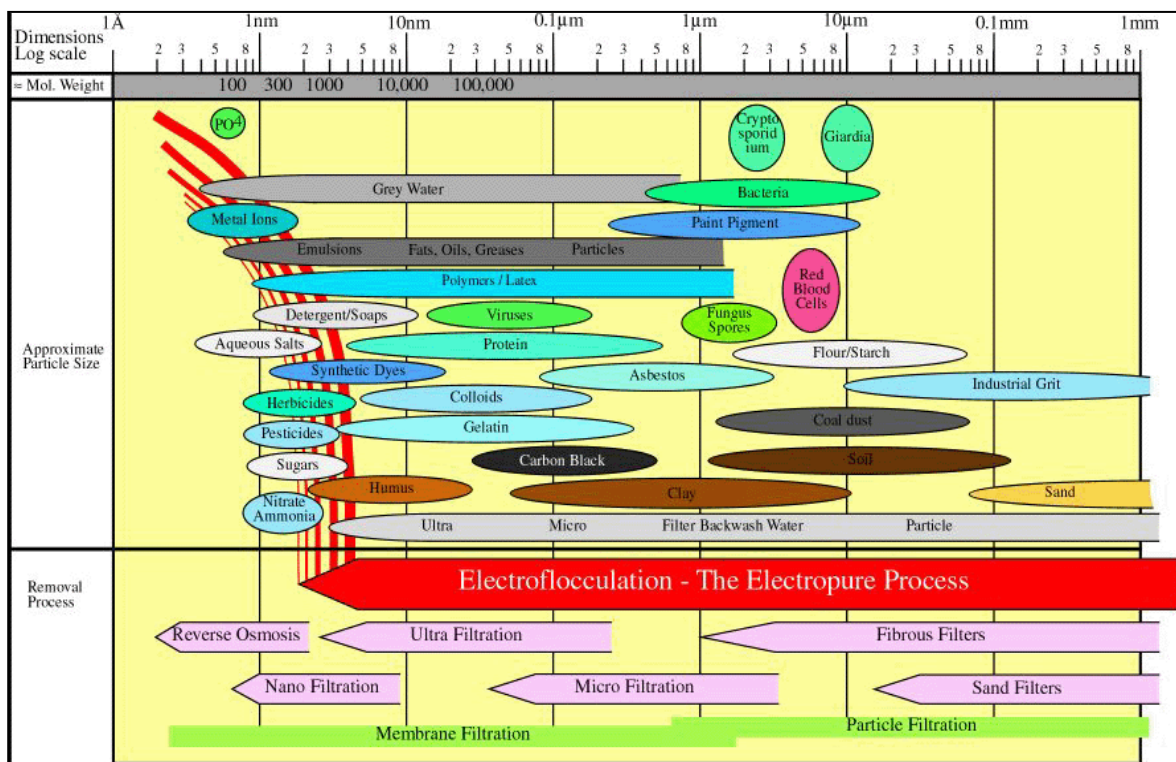 1Å 1nm 10nm 0.1µm 1µm 10µm 0.1mm 1mm
Dimensions
Log scale
2 3 5 8 2 3 5 8 2 3 5 8 2 3 5 8 2 3 5 8 2 3 5 8 2 3 5 8
≈ Mol. Weight 100 300 1000 10,000 100,000
PO4
Crypto
sporid
ium
Giardia
Grey Water
Bacteria
Metal Ions
Paint Pigment
Emulsions Fats, Oils, Greases Particles
Polymers / Latex
Red
Blood
Cells
Detergent/Soaps
Viruses
Fungus
Spores
Aqueous Salts
Protein
Flour/Starch
Approximate
Particle Size
Synthetic Dyes
Asbestos
Industrial Grit
Herbicides
Colloids
Coal dust
Pesticides
Gelatin
Sugars
Carbon Black
Soil
Humus
Clay
Sand
Nitrate
Ammonia
Ultra Micro Filter Backwash Water Particle
Removal
Process
Electroflocculation - The Electropure Process
Reverse Osmosis
Ultra Filtration
Fibrous Filters
Nano Filtration
Micro Filtration
Sand Filters
Membrane Filtration
Particle Filtration